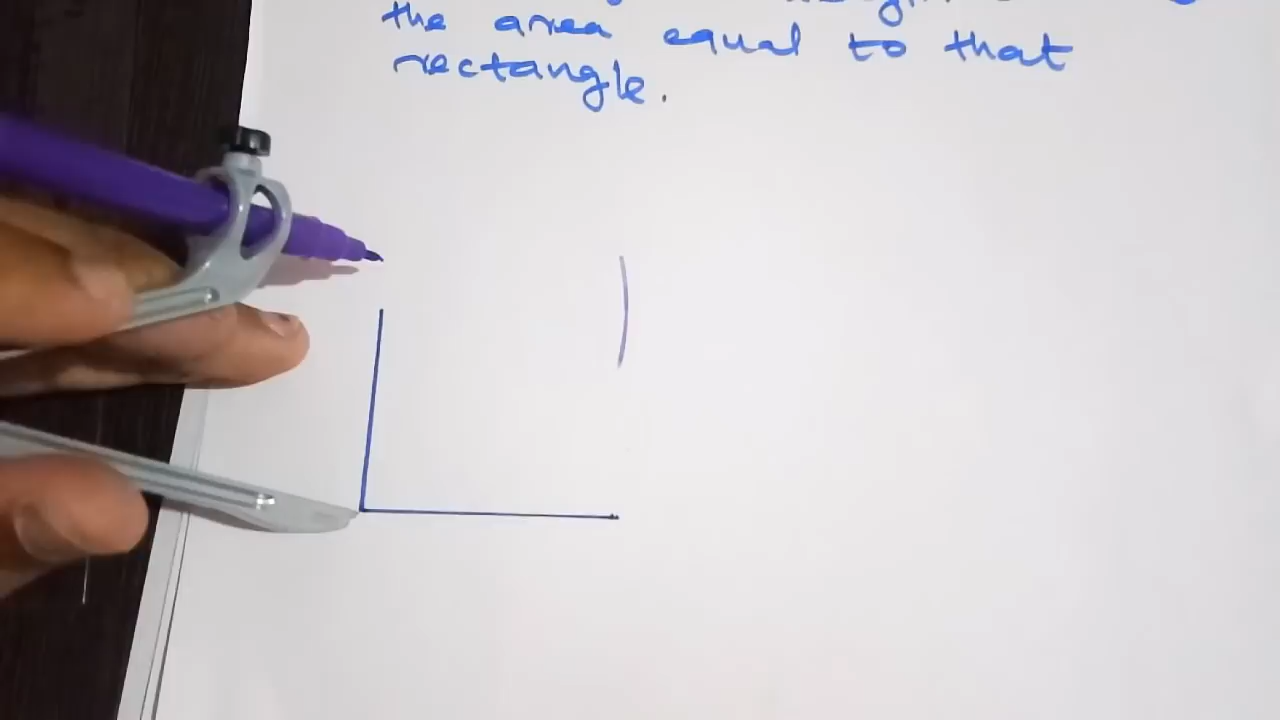 the area equal to that
rectangle.